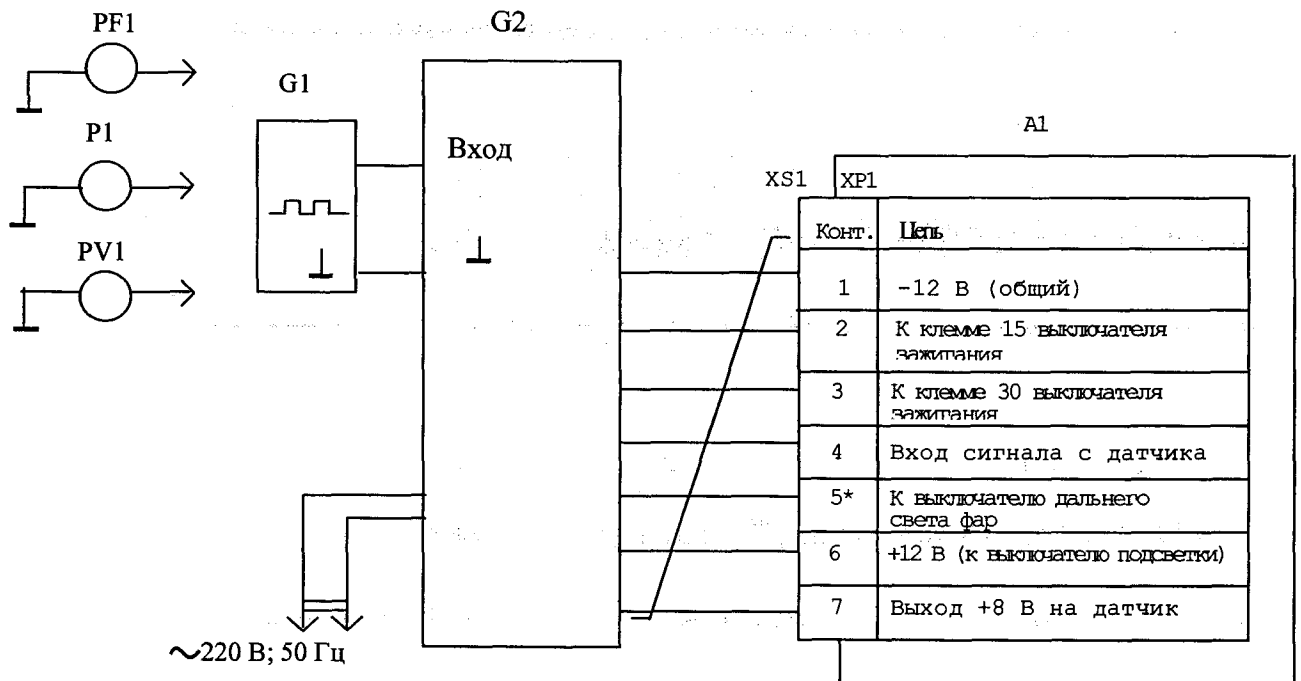 PF1
G2
G1
P1
Вход
A1
XS1
XP1
PV1
Конт. Цепь
1 -12 В (общий)
2 К клемме 15 выключателя
зажигания
3 К клемме 30 выключателя
зажигания
4 Вход сигнала с датчика
5* К выключателю дальнего
света фар
6 +12 В (к выключателю подсветки)
7 Выход +8 В на датчик
~220 В; 50 Гц